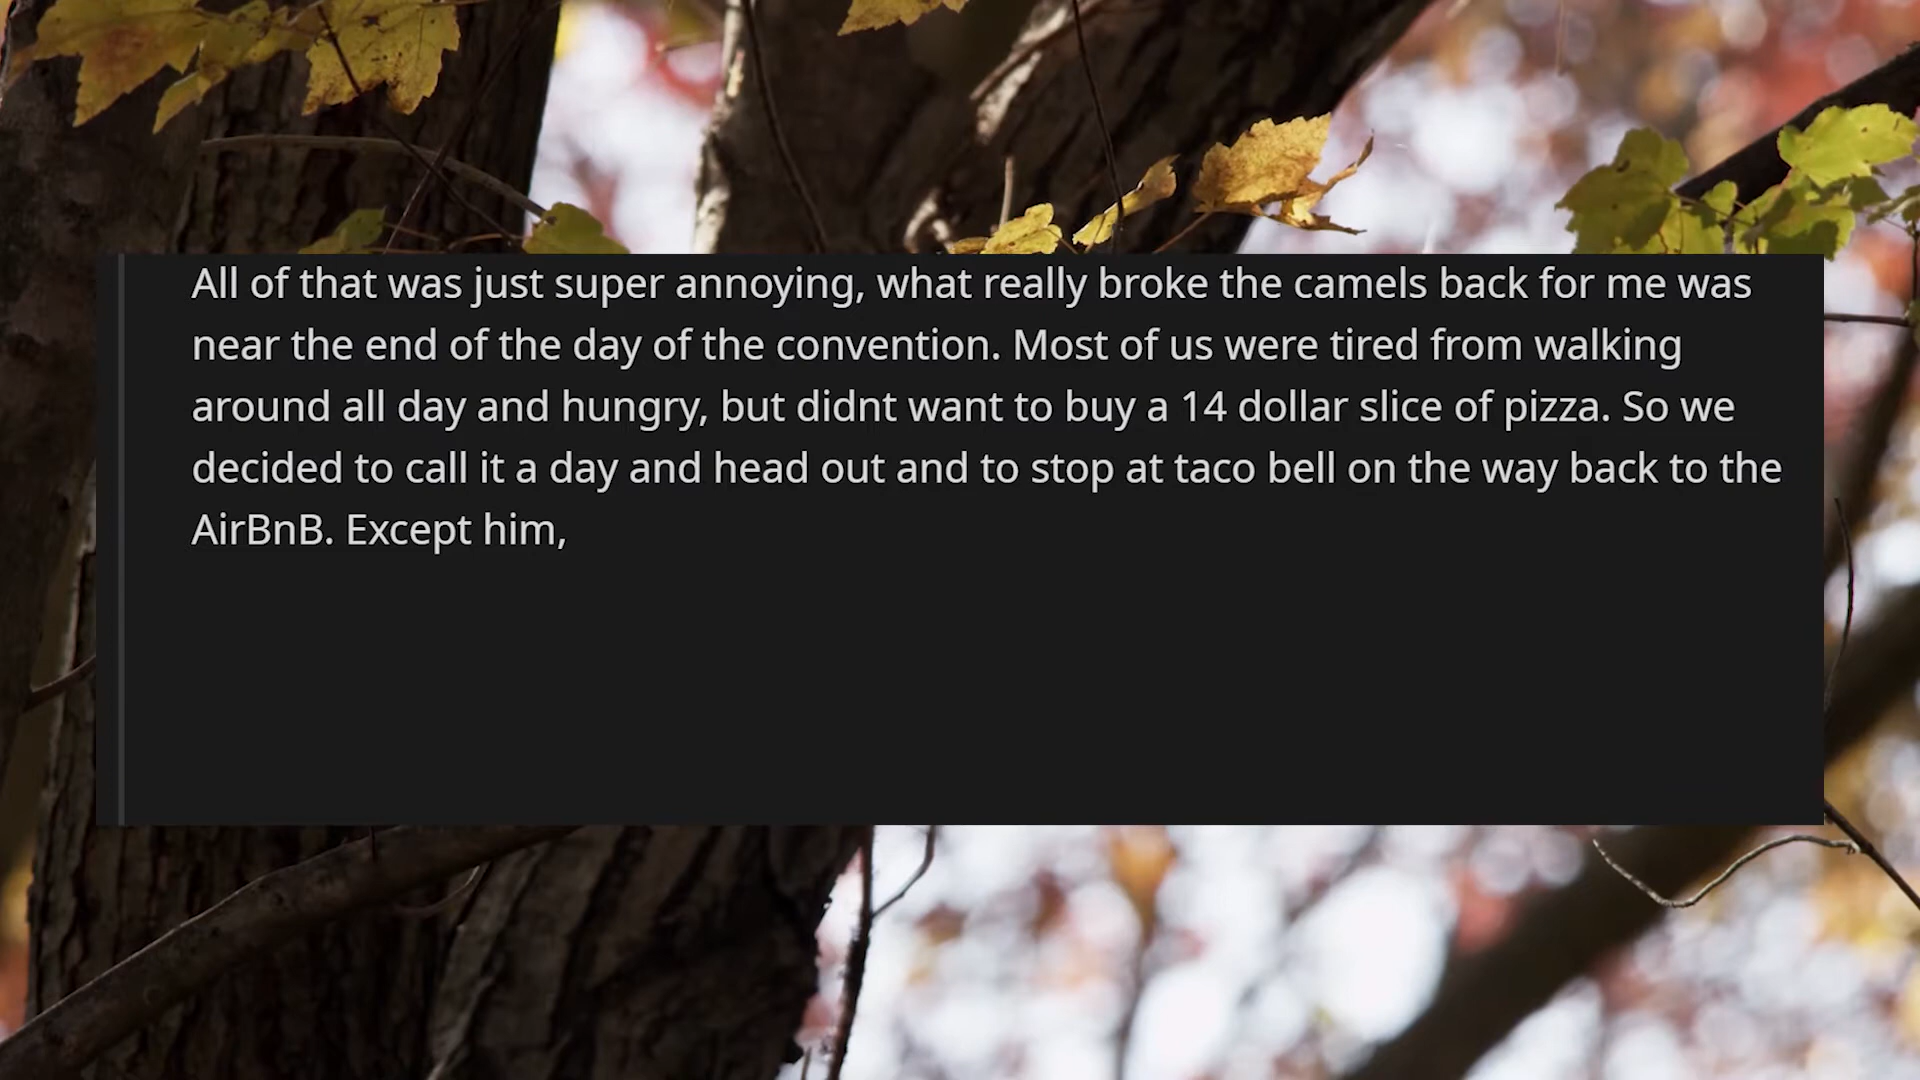 All of that was just super annoying, what really broke the camels back for me was
near the end of the day of the convention. Most of us were tired from walking
around all day and hungry, but didnt want to buy a 14 dollar slice of pizza. So we
decided to call it a day and head out and to stop at taco bell on the way back to the
AirBnB. Except him,